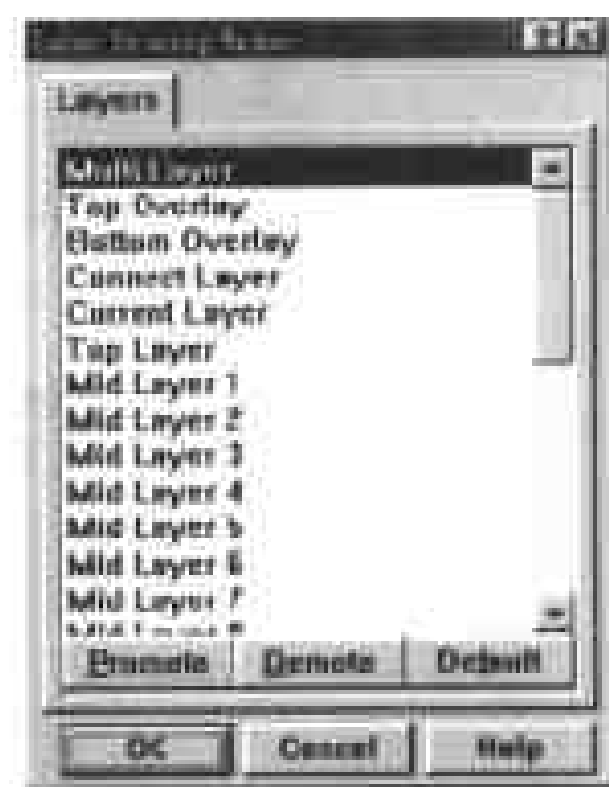 Layers
Multi Layer
Top Overlay
Bottom Overlay
Connect Layer
Current Layer
Top Layer
Mid Layer 1
Mid Layer 2
Mid Layer 3
Mid Layer 4
Mid Layer 5
Mid Layer 6
Mid Layer 7
Promote Demote Default
OK Cancel Help